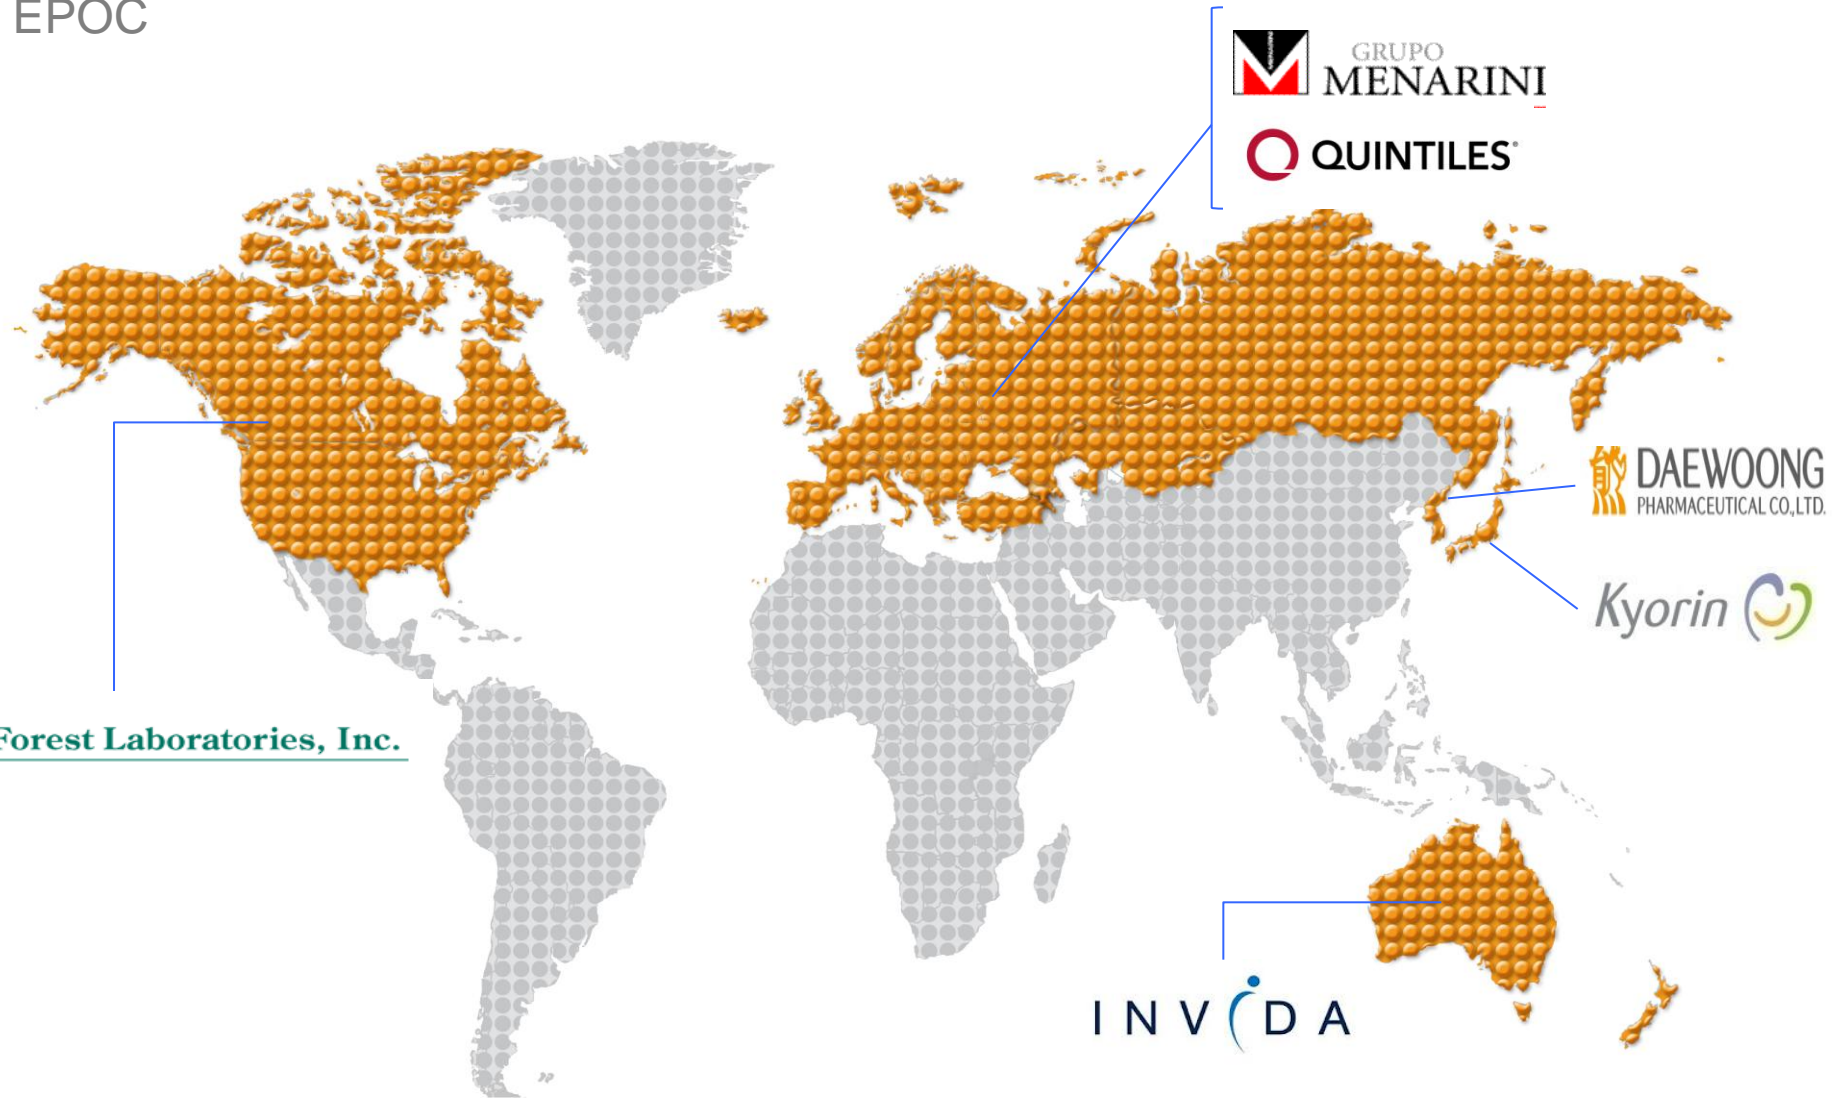 EPOC
GRUPO
MENARINI
QUINTILES®
DAEWOONG
PHARMACEUTICAL CO.,LTD.
Kyorin
Forest Laboratories, Inc.
INVIDA